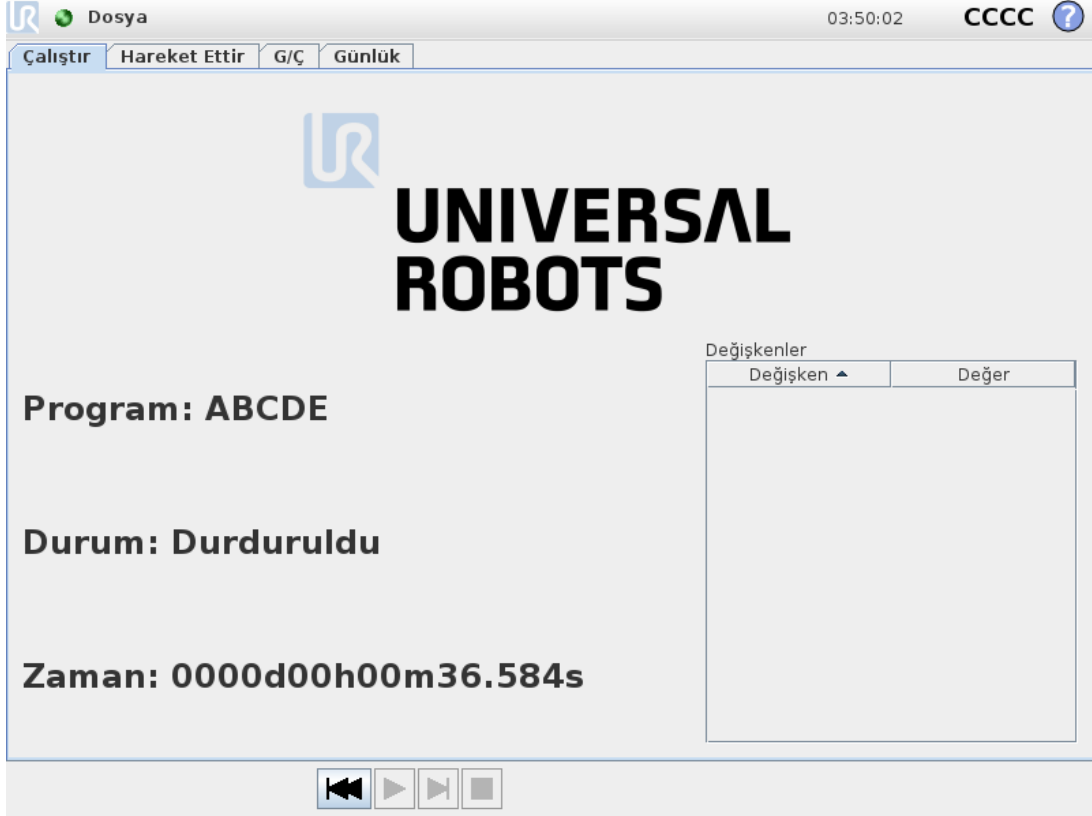 Dosya 03:50:02 CCCC ?
Çalıştır Hareket Ettir G/Ç Günlük
UR
UNIVERSAL
ROBOTS
Değişkenler
Değişken Değer
Program: ABCDE
Durum: Durduruldu
Zaman: 0000d00h00m36.584s